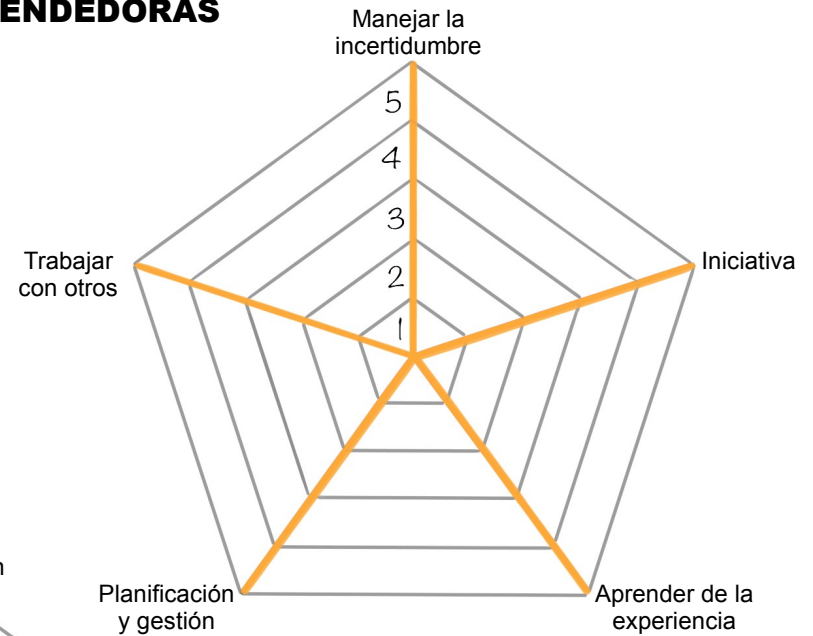 ENDEDORAS
Manejar la
incertidumbre
5
4
3
2
1
Trabajar
con otros
Iniciativa
Planificación
y gestión
Aprender de la
experiencia